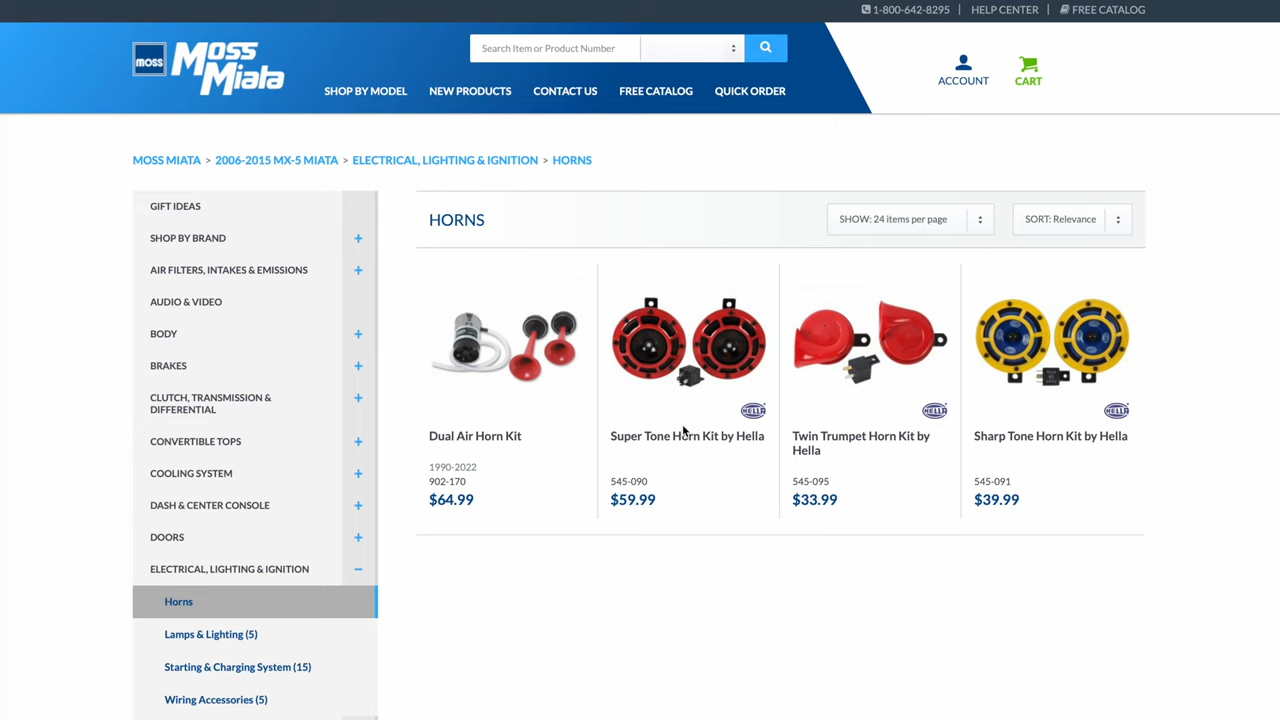 1-800-642-8295 | HELP CENTER | FREE CATALOG
MOSS
Moss
Miata
Search Item or Product Number
ACCOUNT
CART
SHOP BY MODEL NEW PRODUCTS CONTACT US FREE CATALOG QUICK ORDER
MOSS MIATA > 2006-2015 MX-5 MIATA > ELECTRICAL, LIGHTING & IGNITION > HORNS
GIFT IDEAS
SHOP BY BRAND +
AIR FILTERS, INTAKES & EMISSIONS +
AUDIO & VIDEO
BODY +
BRAKES +
CLUTCH, TRANSMISSION &
DIFFERENTIAL +
CONVERTIBLE TOPS +
COOLING SYSTEM +
DASH & CENTER CONSOLE +
DOORS +
ELECTRICAL, LIGHTING & IGNITION −
Horns
Lamps & Lighting (5)
Starting & Charging System (15)
Wiring Accessories (5)
HORNS
SHOW: 24 items per page
SORT: Relevance
Dual Air Horn Kit
1990-2022
902-170
$64.99
HELLA
Super Tone Horn Kit by Hella
545-090
$59.99
HELLA
Twin Trumpet Horn Kit by
Hella
545-095
$33.99
HELLA
Sharp Tone Horn Kit by Hella
545-091
$39.99